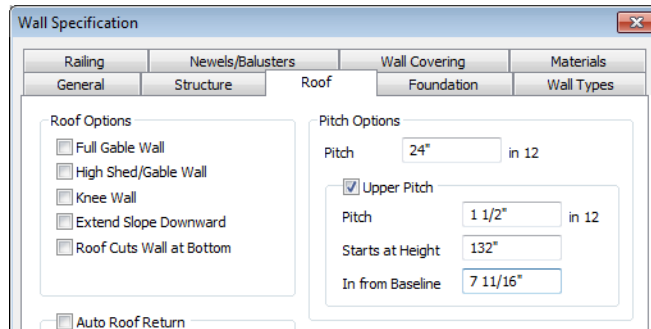 Wall Specification
Railing Newels/Balusters Wall Covering Materials
General Structure Roof Foundation Wall Types
Roof Options
Full Gable Wall
High Shed/Gable Wall
Knee Wall
Extend Slope Downward
Roof Cuts Wall at Bottom
Auto Roof Return
Pitch Options
Pitch 24" in 12
Upper Pitch
Pitch 1 1/2" in 12
Starts at Height 132"
In from Baseline 7 11/16"